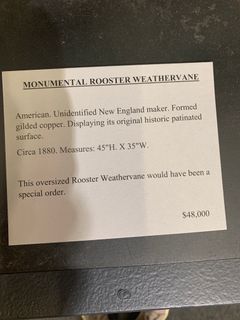 MONUMENTAL ROOSTER WEATHERVANE
American. Unidentified New England maker. Formed
gilded copper. Displaying its original historic patinated
surface.
Circa 1880. Measures: 45"H. X 35"W.
This oversized Rooster Weathervane would have been a
special order.
$48,000